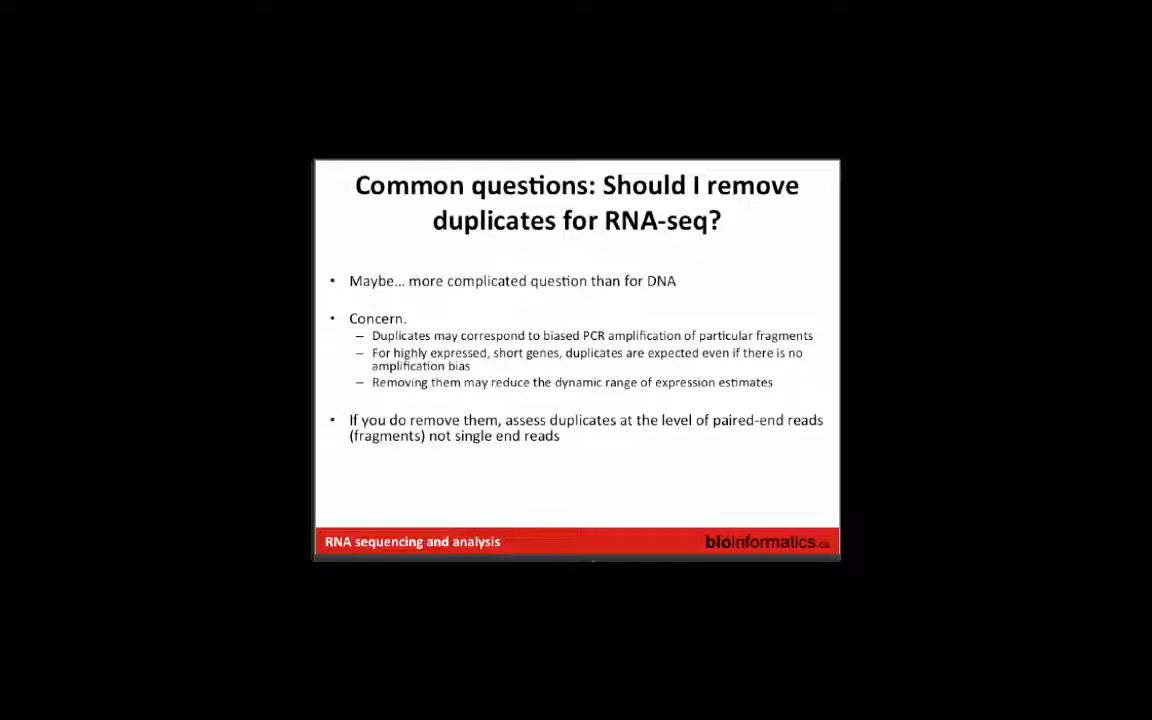 Common questions: Should I remove
duplicates for RNA-seq?
• Maybe... more complicated question than for DNA
• Concern.
– Duplicates may correspond to biased PCR amplification of particular fragments
– For highly expressed, short genes, duplicates are expected even if there is no
amplification bias
– Removing them may reduce the dynamic range of expression estimates
• If you do remove them, assess duplicates at the level of paired-end reads
(fragments) not single end reads
RNA sequencing and analysis
bioinformatics.ca